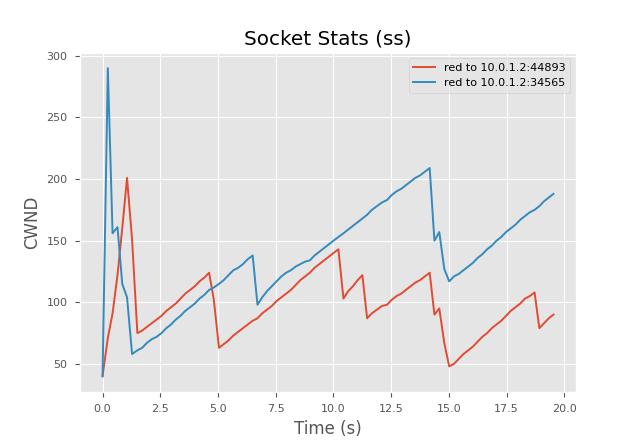 Socket Stats (ss)
300
250
200
150
100
50
CWND
red to 10.0.1.2:44893
red to 10.0.1.2:34565
0.0 2.5 5.0 7.5 10.0 12.5 15.0 17.5 20.0
Time (s)